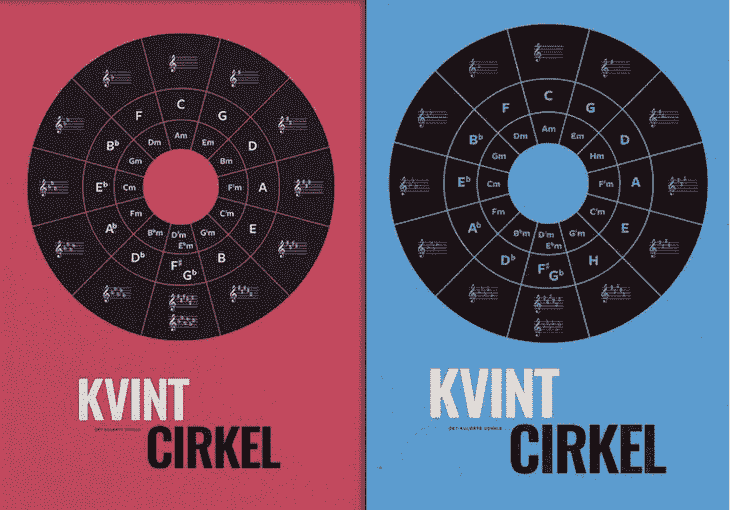 C
G
D
A
E
B
F♯
G♭
D♭
A♭
E♭
B♭
F
Am
Em
Bm
F♯m
C♯m
G♯m
D♯m
E♭m
B♭m
Fm
Cm
Gm
Dm
KVINT
CIRKEL
C
G
D
A
E
H
F♯
G♭
D♭
A♭
E♭
B♭
F
Am
Em
Hm
F♯m
C♯m
G♯m
D♯m
E♭m
B♭m
Fm
Cm
Gm
Dm
KVINT
CIRKEL